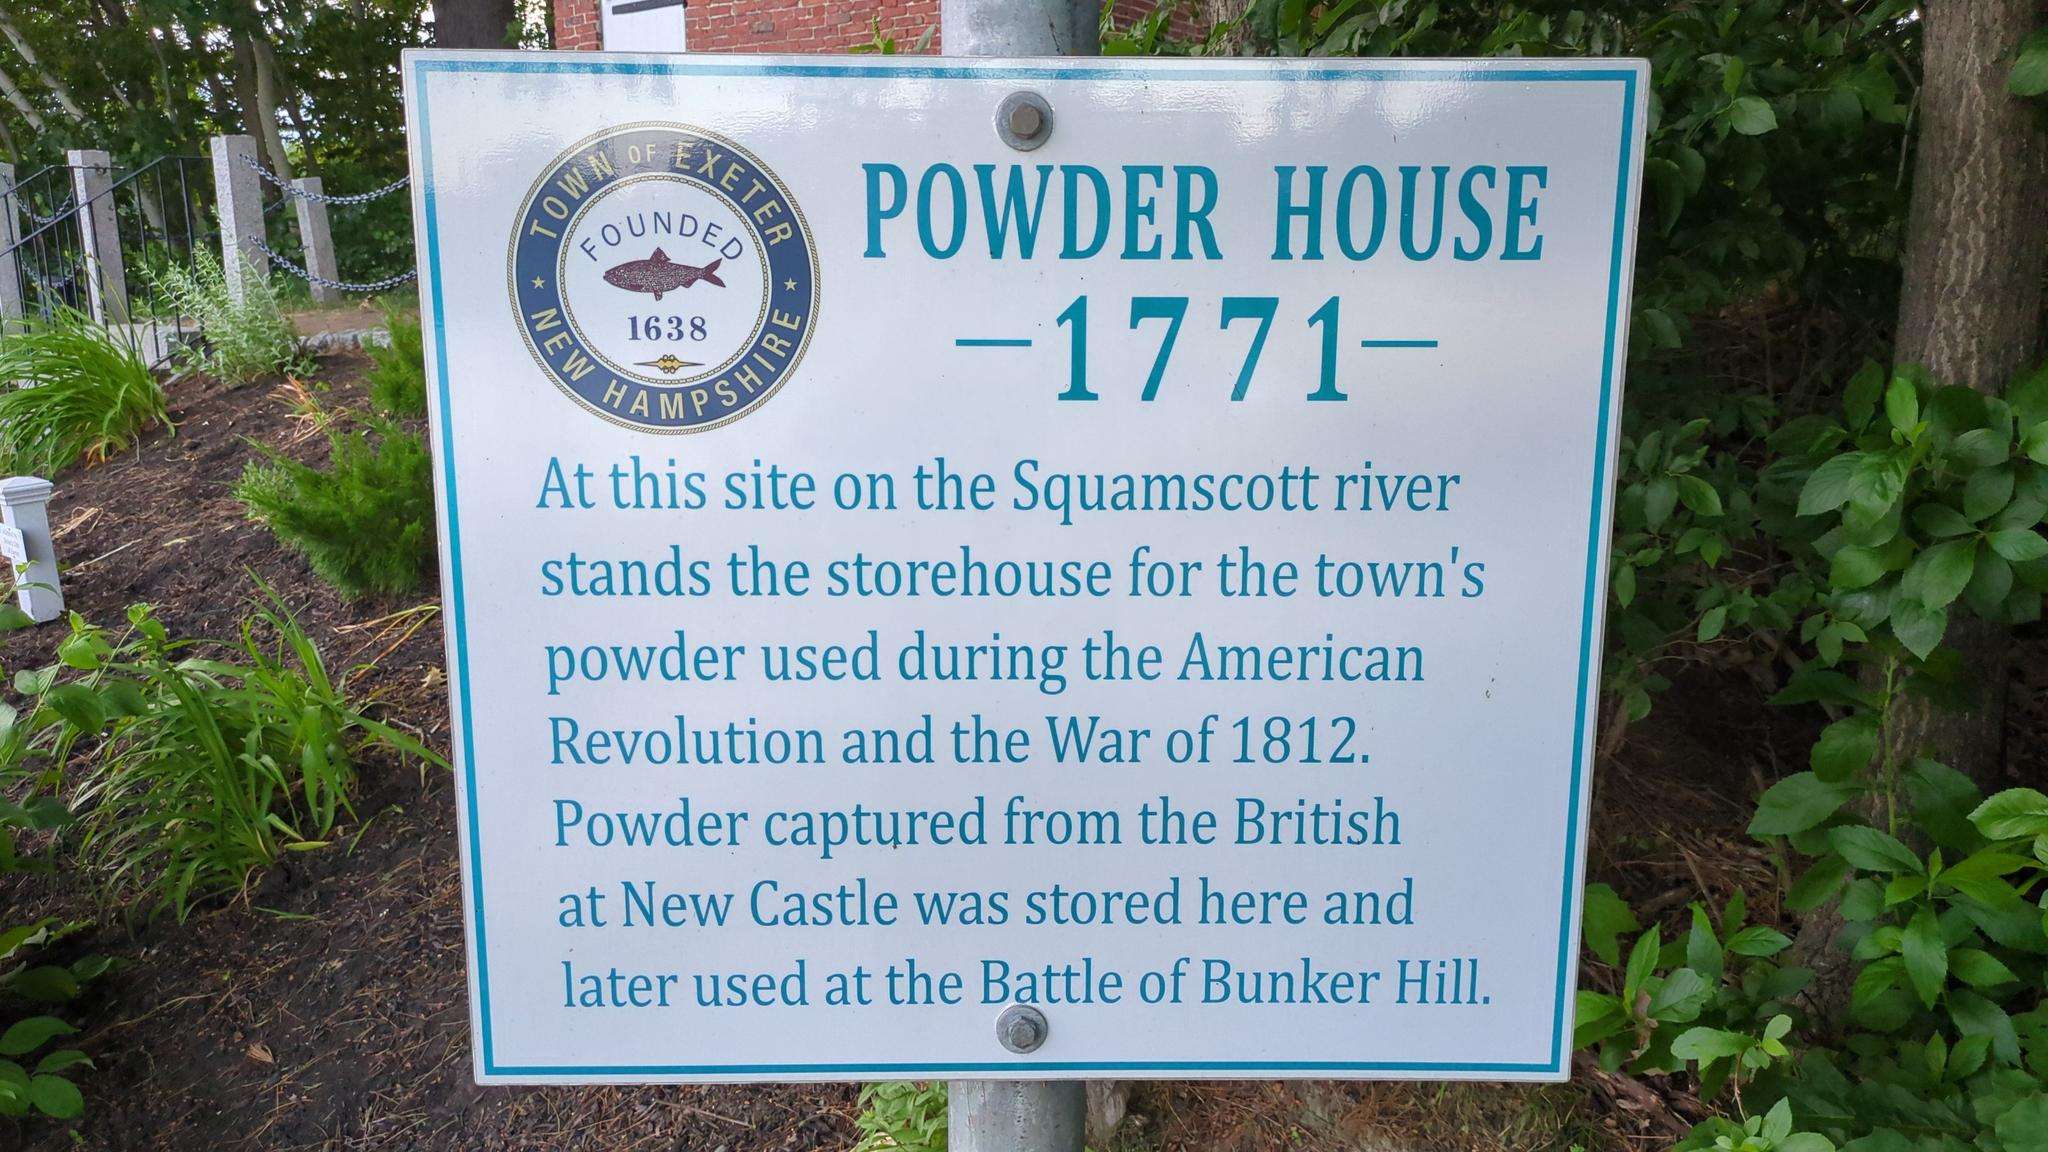 TOWN OF EXETER
NEW HAMPSHIRE
FOUNDED
1638
POWDER HOUSE
—1771—
At this site on the Squamscott river
stands the storehouse for the town's
powder used during the American
Revolution and the War of 1812.
Powder captured from the British
at New Castle was stored here and
later used at the Battle of Bunker Hill.